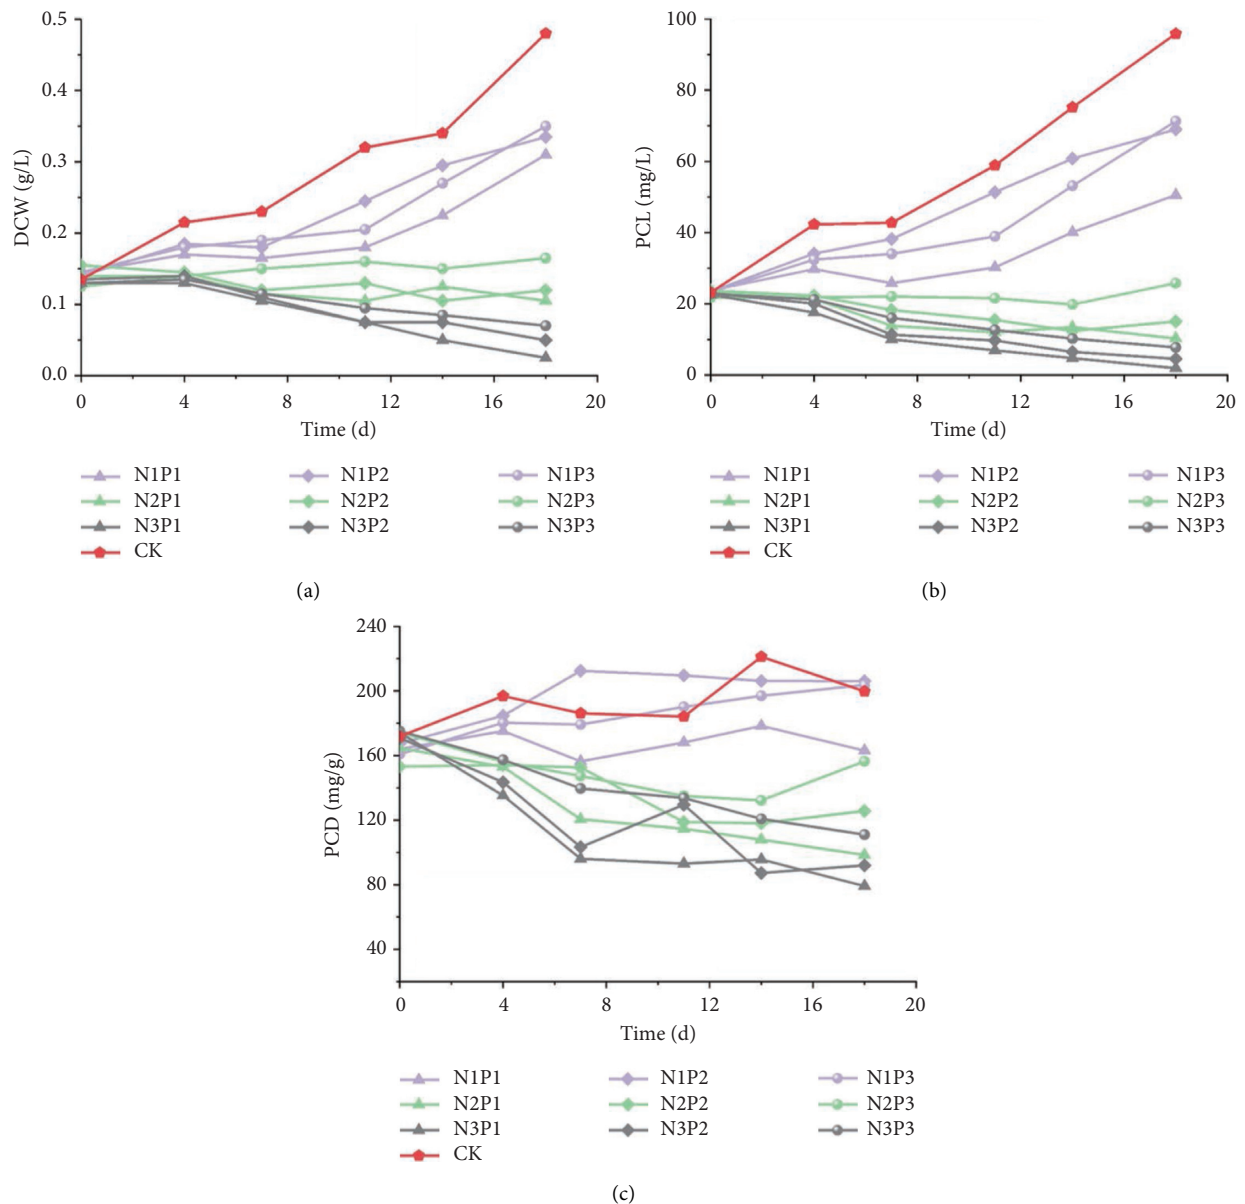 0.5
0.4
0.3
0.2
0.1
0.0
DCW (g/L)
0 4 8 12 16 20
Time (d)
N1P1 N1P2 N1P3
N2P1 N2P2 N2P3
N3P1 N3P2 N3P3
CK
(a)
100
80
60
40
20
0
PCL (mg/L)
0 4 8 12 16 20
Time (d)
N1P1 N1P2 N1P3
N2P1 N2P2 N2P3
N3P1 N3P2 N3P3
CK
(b)
240
200
160
120
80
40
PCD (mg/g)
0 4 8 12 16 20
Time (d)
N1P1 N1P2 N1P3
N2P1 N2P2 N2P3
N3P1 N3P2 N3P3
CK
(c)